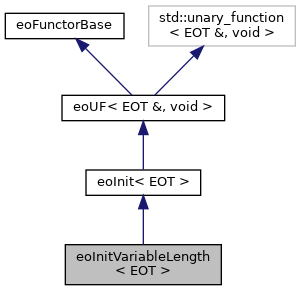 eoFunctorBase
std::unary_function
< EOT &, void >
eoUF< EOT &, void >
eoInit< EOT >
eoInitVariableLength
< EOT >